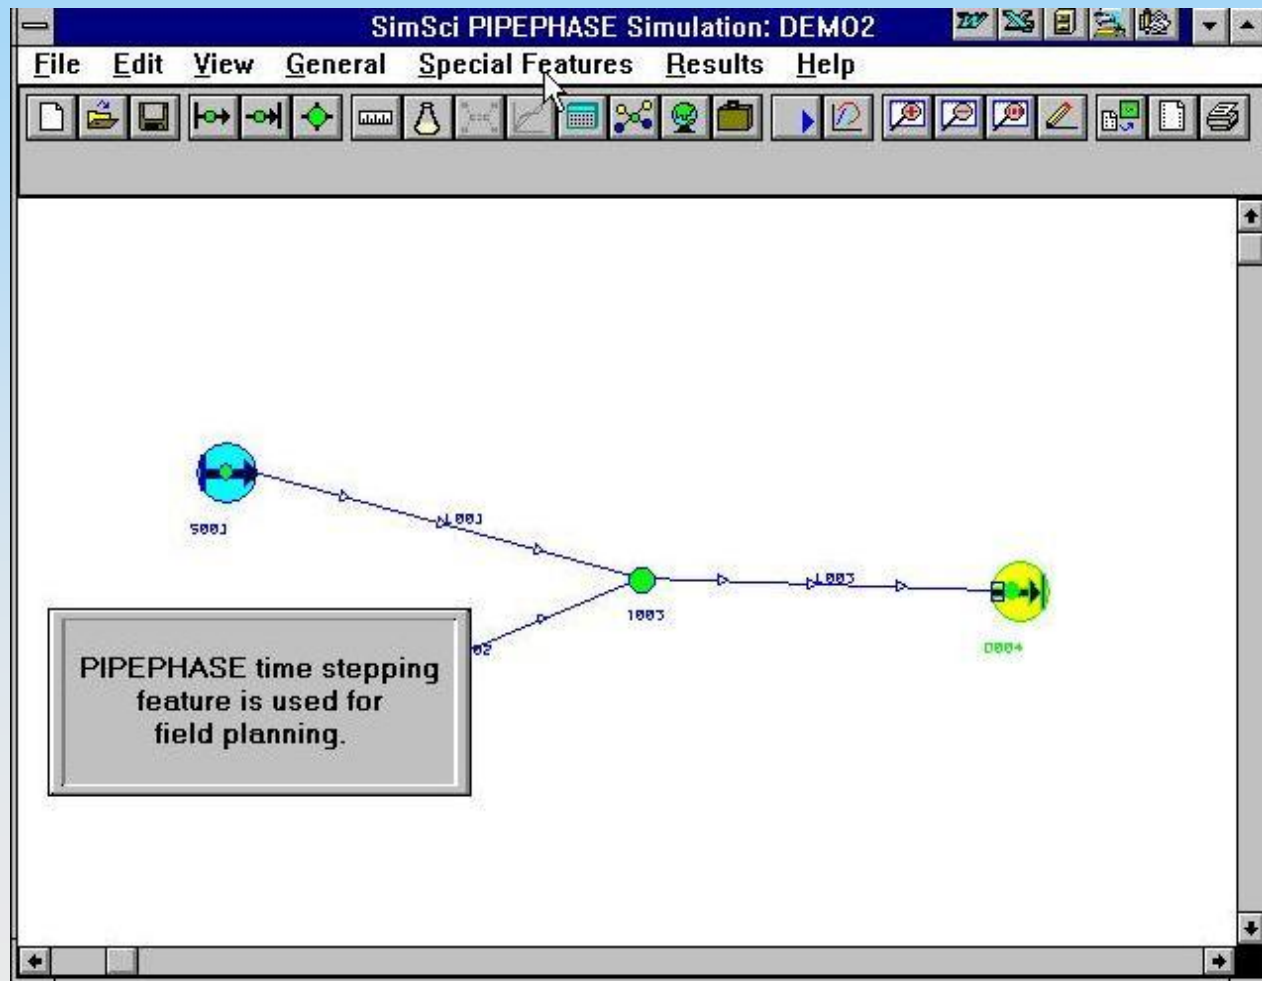 SimSci PIPEPHASE Simulation: DEMO2
File Edit View General Special Features Results Help
S001
L001
L003
1003
D004
02
PIPEPHASE time stepping
feature is used for
field planning.